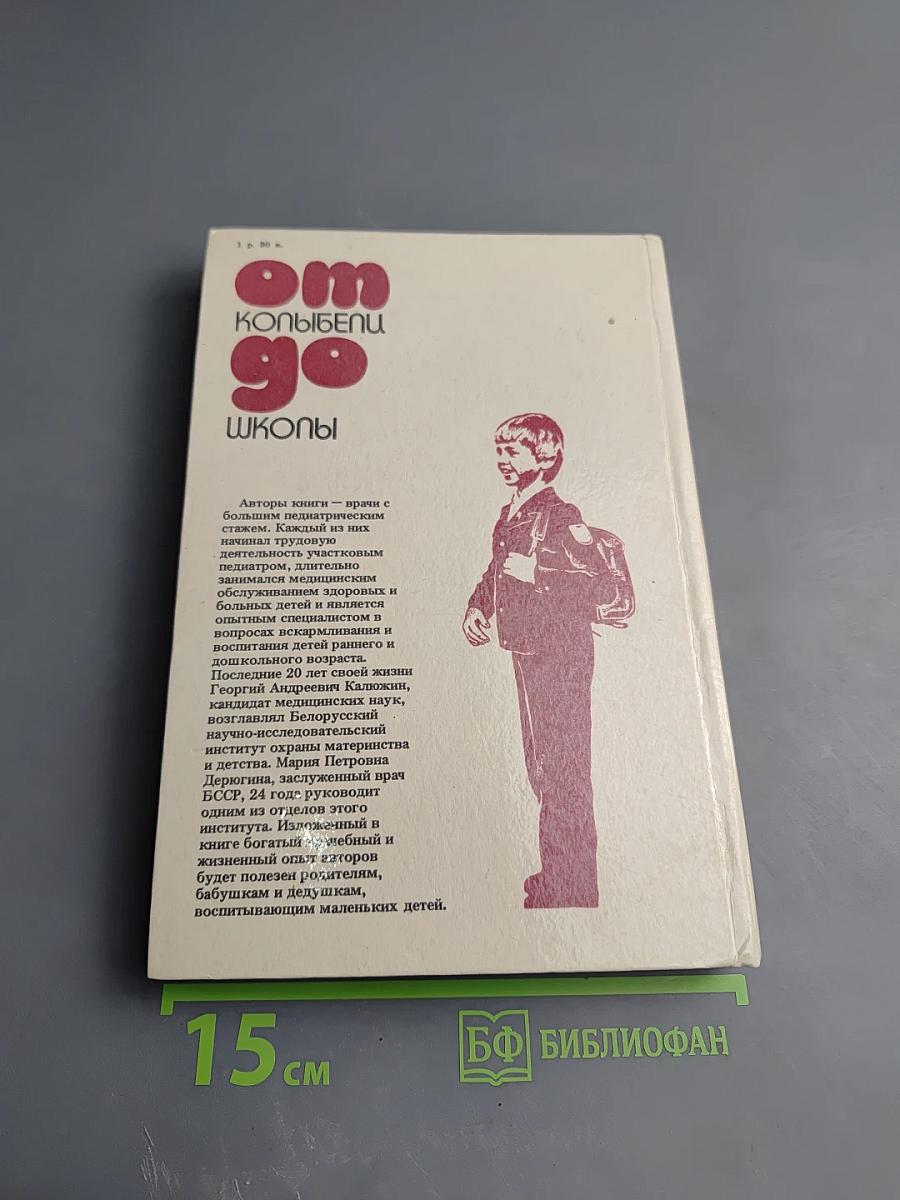 1 р. 90 к.
от
колыбели
до
школы
Авторы книги — врачи с
большим педиатрическим
стажем. Каждый из них
начинал трудовую
деятельность участковым
педиатром, длительно
занимался медицинским
обслуживанием здоровых и
больных детей и является
опытным специалистом в
вопросах вскармливания и
воспитания детей раннего и
дошкольного возраста.
Последние 20 лет своей жизни
Георгий Андреевич Калюжин,
кандидат медицинских наук,
возглавлял Белорусский
научно-исследовательский
институт охраны материнства
и детства. Мария Петровна
Дерюгина, заслуженный врач
БССР, 24 года руководит
одним из отделов этого
института. Изложенный в
книге богатый врачебный и
жизненный опыт авторов
будет полезен родителям,
бабушкам и дедушкам,
воспитывающим маленьких детей.
15 см
БФ БИБЛИОФАН